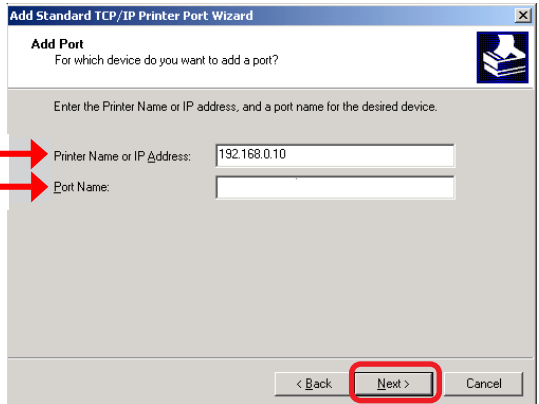 Add Standard TCP/IP Printer Port Wizard
Add Port
For which device do you want to add a port?
Enter the Printer Name or IP address, and a port name for the desired device.
Printer Name or IP Address: 192.168.0.10
Port Name:
< Back Next > Cancel